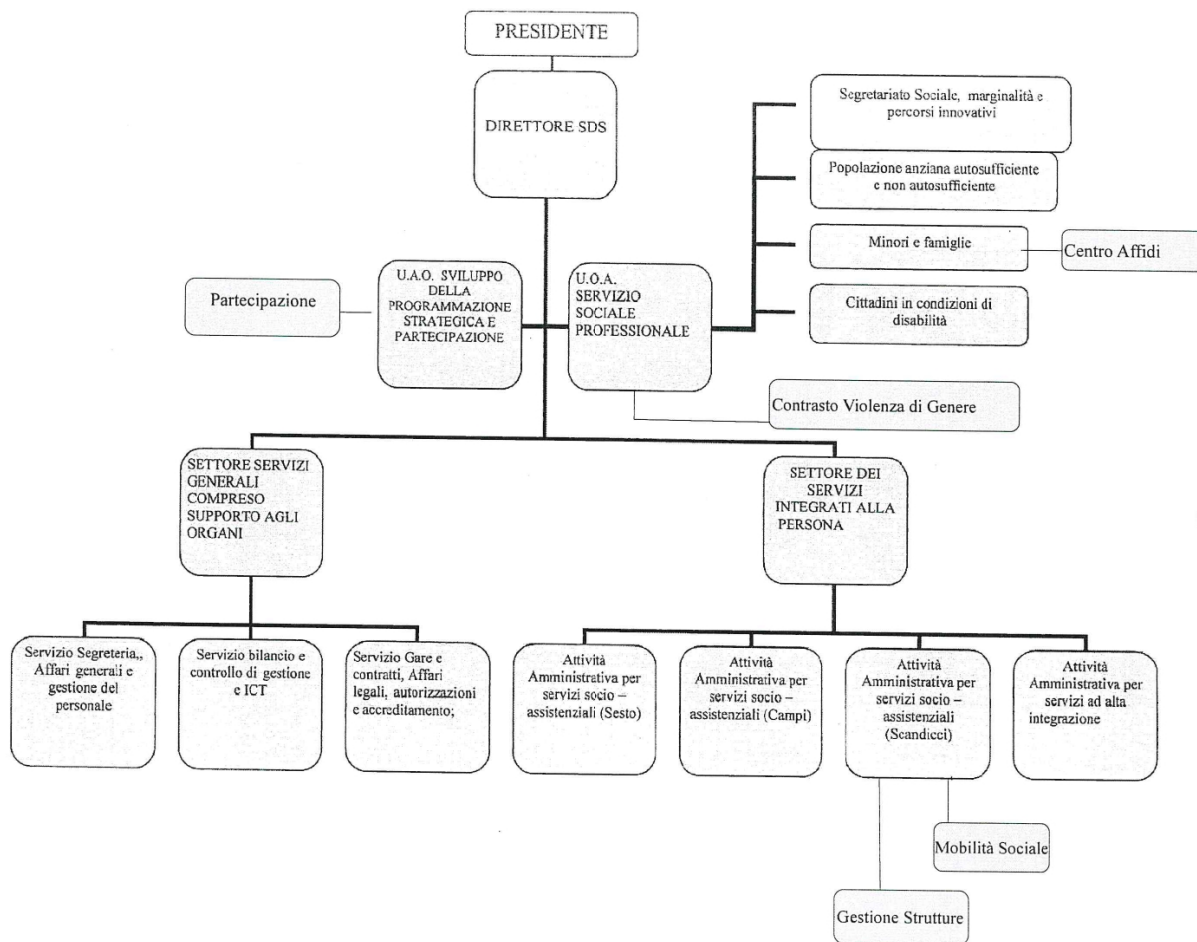 PRESIDENTE
DIRETTORE SDS
Segretariato Sociale, marginalità e
percorsi innovativi
Popolazione anziana autosufficiente
e non autosufficiente
Minori e famiglie
Centro Affidi
Cittadini in condizioni di
disabilità
Partecipazione
U.A.O. SVILUPPO
DELLA
PROGRAMMAZIONE
STRATEGICA E
PARTECIPAZIONE
U.O.A.
SERVIZIO
SOCIALE
PROFESSIONALE
Contrasto Violenza di Genere
SETTORE SERVIZI
GENERALI
COMPRESO
SUPPORTO AGLI
ORGANI
SETTORE DEI
SERVIZI
INTEGRATI ALLA
PERSONA
Servizio Segreteria,,
Affari generali e
gestione del
personale
Servizio bilancio e
controllo di gestione
e ICT
Servizio Gare e
contratti, Affari
legali, autorizzazioni
e accreditamento;
Attività
Amministrativa per
servizi socio –
assistenziali (Sesto)
Attività
Amministrativa per
servizi socio –
assistenziali (Campi)
Attività
Amministrativa per
servizi socio –
assistenziali
(Scandicci)
Attività
Amministrativa per
servizi ad alta
integrazione
Mobilità Sociale
Gestione Strutture